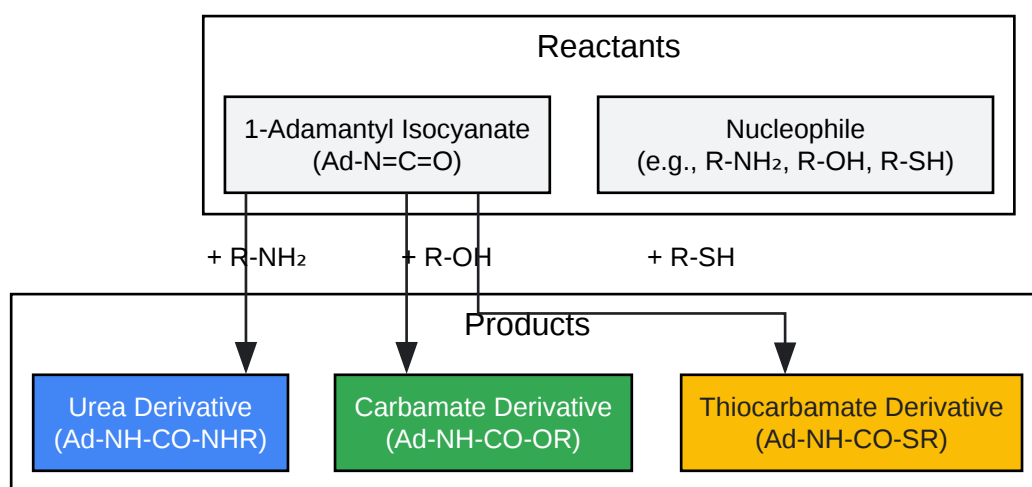 Reactants
1-Adamantyl Isocyanate
(Ad-N=C=O)
Nucleophile
(e.g., R-NH₂, R-OH, R-SH)
+ R-NH₂
+ R-OH
+ R-SH
Products
Urea Derivative
(Ad-NH-CO-NHR)
Carbamate Derivative
(Ad-NH-CO-OR)
Thiocarbamate Derivative
(Ad-NH-CO-SR)